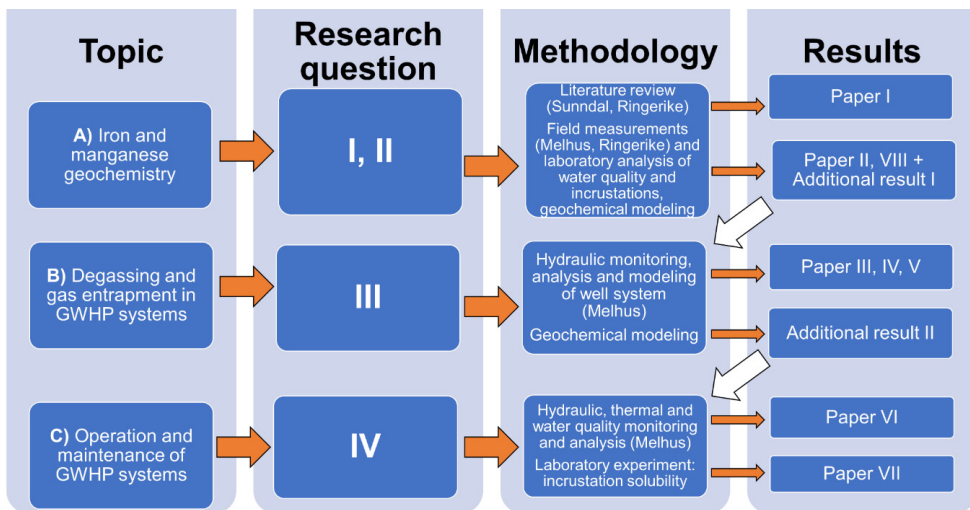 Topic
Research
question
Methodology
Results
A) Iron and
manganese
geochemistry
I, II
Literature review
(Sunndal, Ringerike)
Field measurements
(Melhus, Ringerike) and
laboratory analysis of
water quality and
incrustations,
geochemical modeling
Paper I
Paper II, VIII +
Additional result I
B) Degassing and
gas entrapment in
GWHP systems
III
Hydraulic monitoring,
analysis and modeling
of well system
(Melhus)
Geochemical modeling
Paper III, IV, V
Additional result II
C) Operation and
maintenance of
GWHP systems
IV
Hydraulic, thermal and
water quality monitoring
and analysis (Melhus)
Laboratory experiment:
incrustation solubility
Paper VI
Paper VII